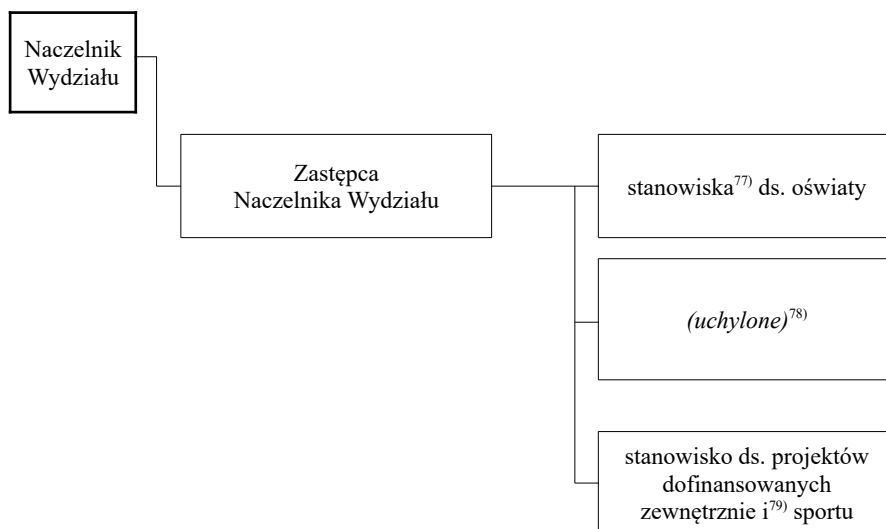 Naczelnik
Wydziału
Zastępca
Naczelnika Wydziału
stanowiska⁷⁷⁾ ds. oświaty
(uchylone)⁷⁸⁾
stanowisko ds. projektów
dofinansowanych
zewnętrznie i⁷⁹⁾ sportu